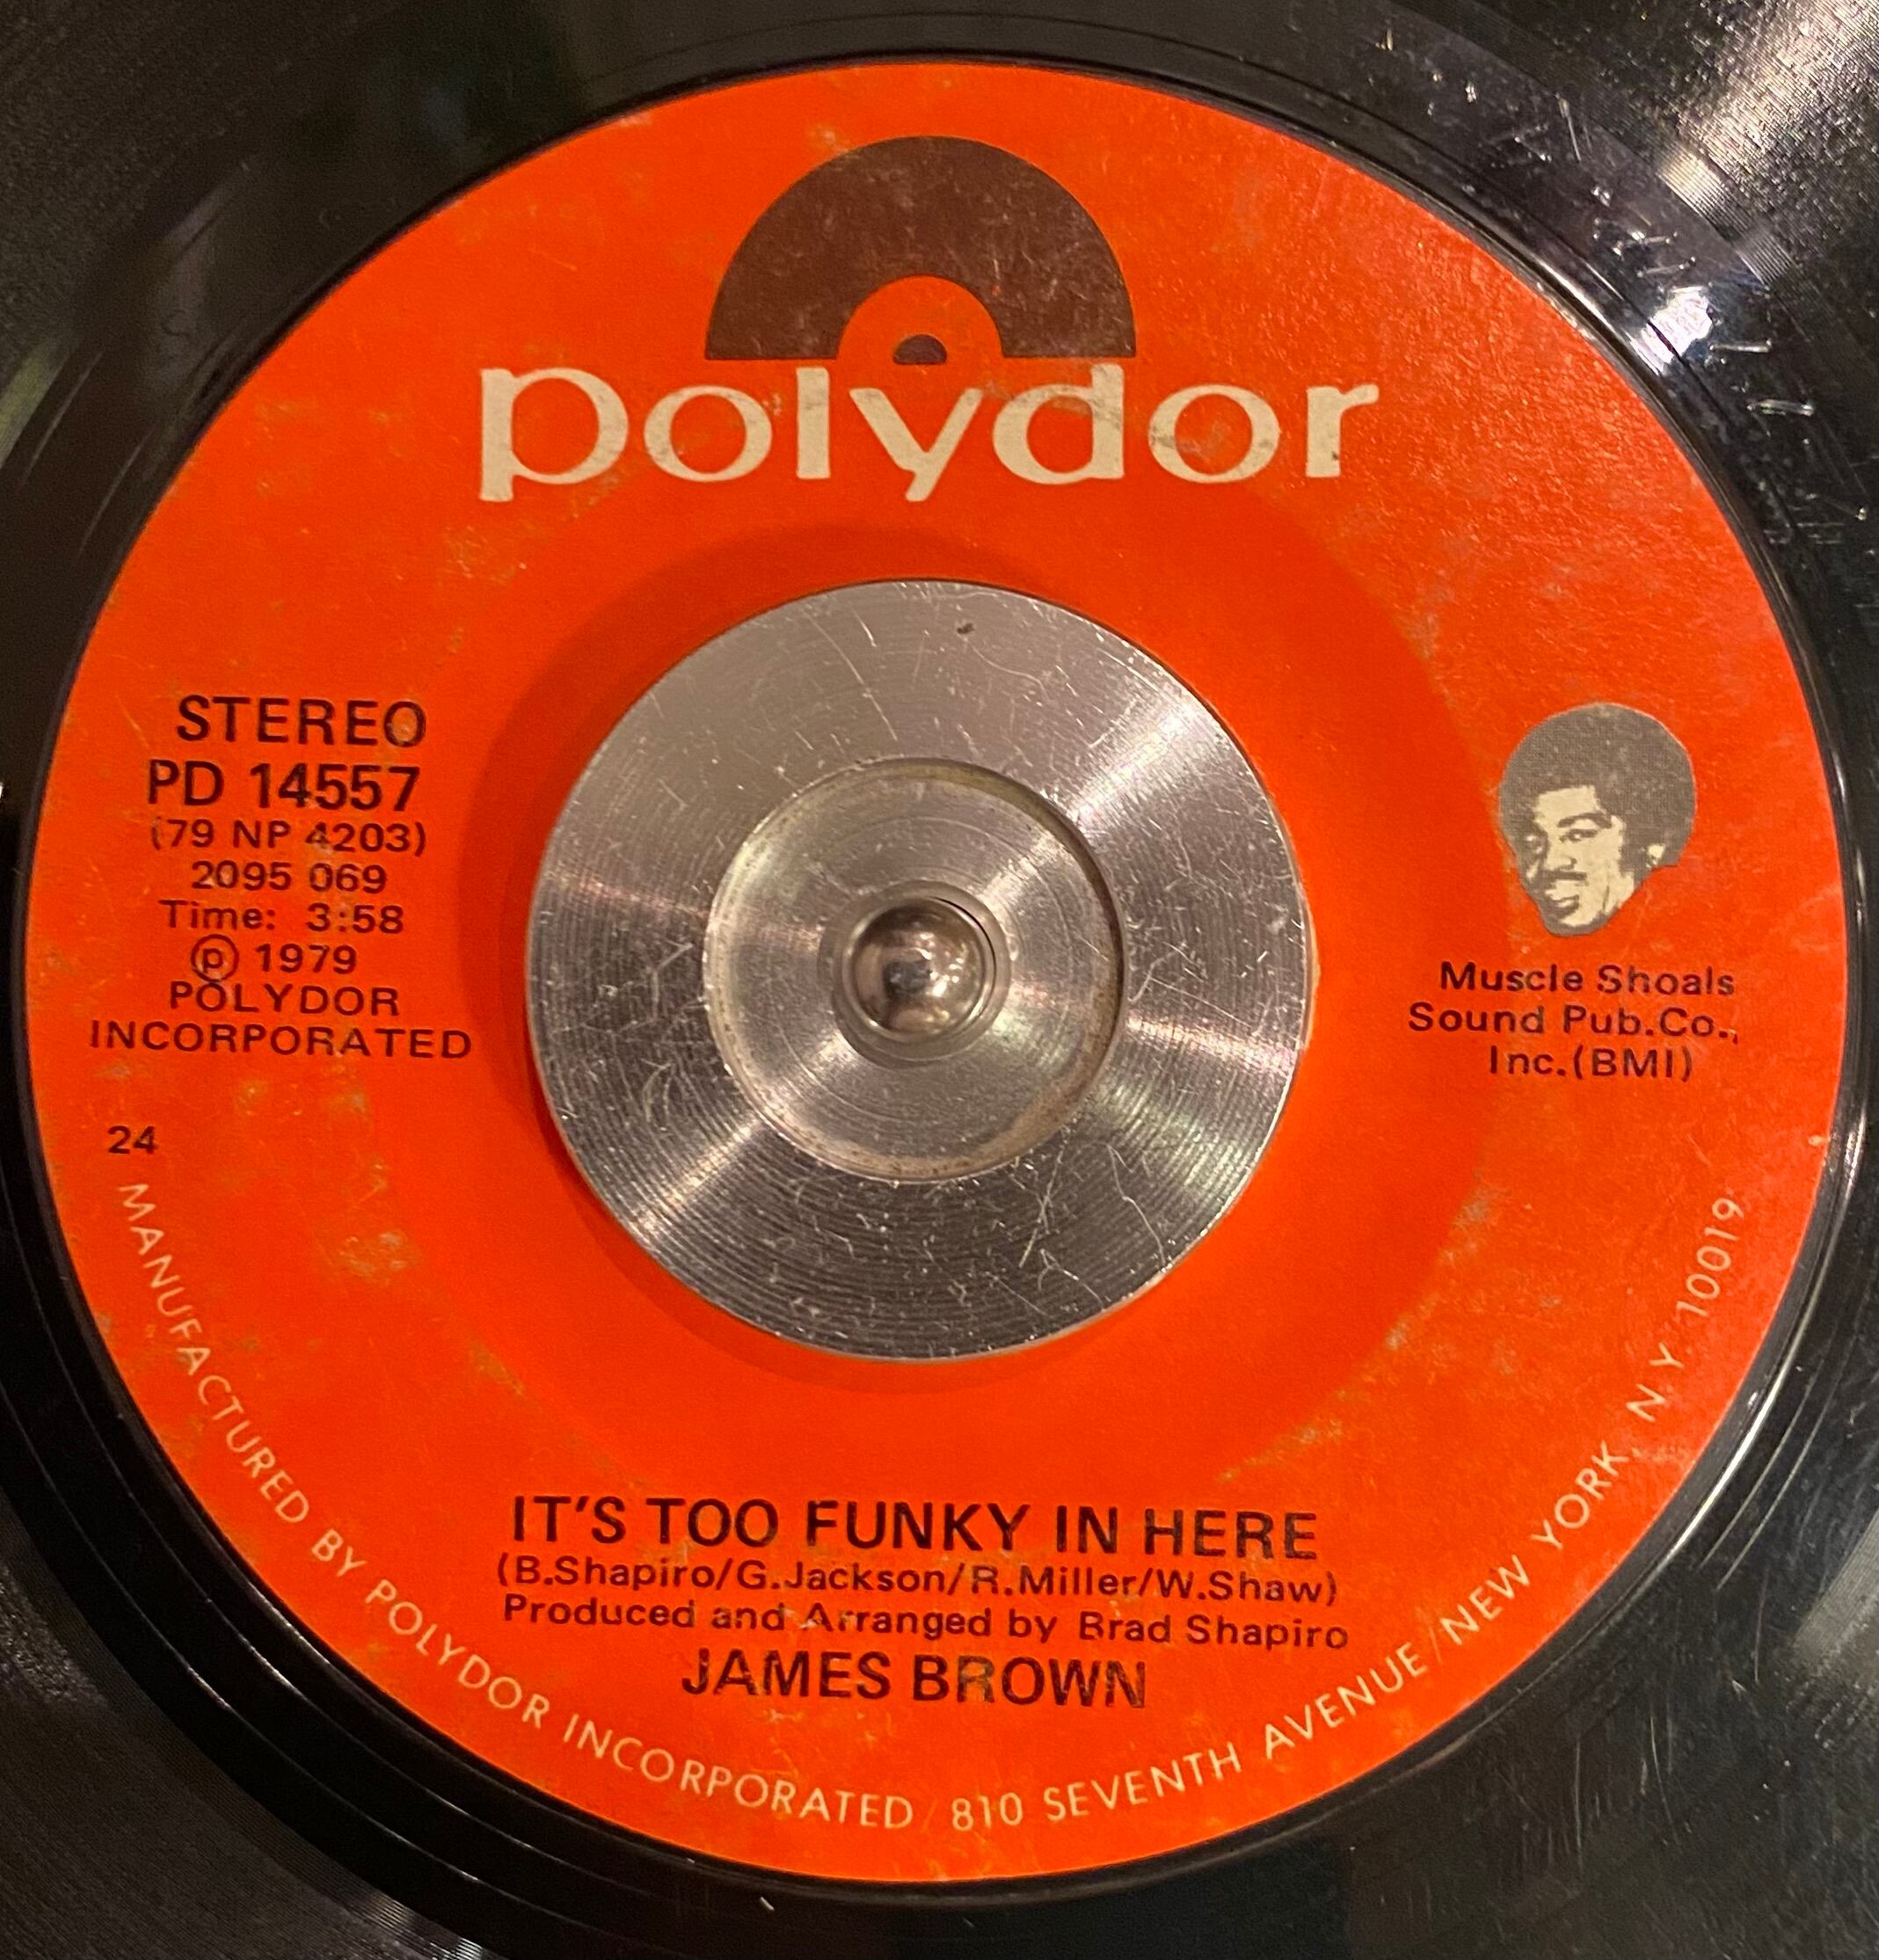 polydor
STEREO
PD 14557
(79 NP 4203)
2095 069
Time: 3:58
℗ 1979
POLYDOR
INCORPORATED
24
Muscle Shoals
Sound Pub.Co.,
Inc.(BMI)
IT'S TOO FUNKY IN HERE
(B.Shapiro/G.Jackson/R.Miller/W.Shaw)
Produced and Arranged by Brad Shapiro
JAMES BROWN
MANUFACTURED BY POLYDOR INCORPORATED / 810 SEVENTH AVENUE / NEW YORK, N.Y. 10019